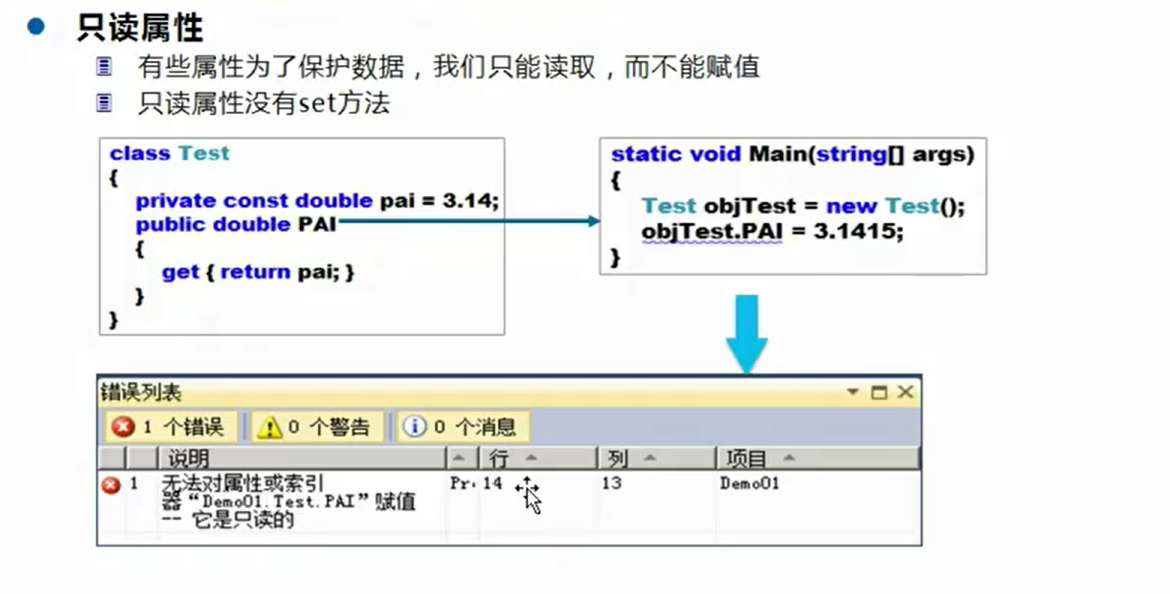 只读属性
有些属性为了保护数据，我们只能读取，而不能赋值
只读属性没有set方法
class Test
{
private const double pai = 3.14;
public double PAI
{
get { return pai; }
}
}
static void Main(string[] args)
{
Test objTest = new Test();
objTest.PAI = 3.1415;
}
错误列表
1 个错误 0 个警告 0 个消息
说明 行 列 项目
1 无法对属性或索引 Pr 14 13 Demo01
器“Demo01.Test.PAI”赋值
-- 它是只读的